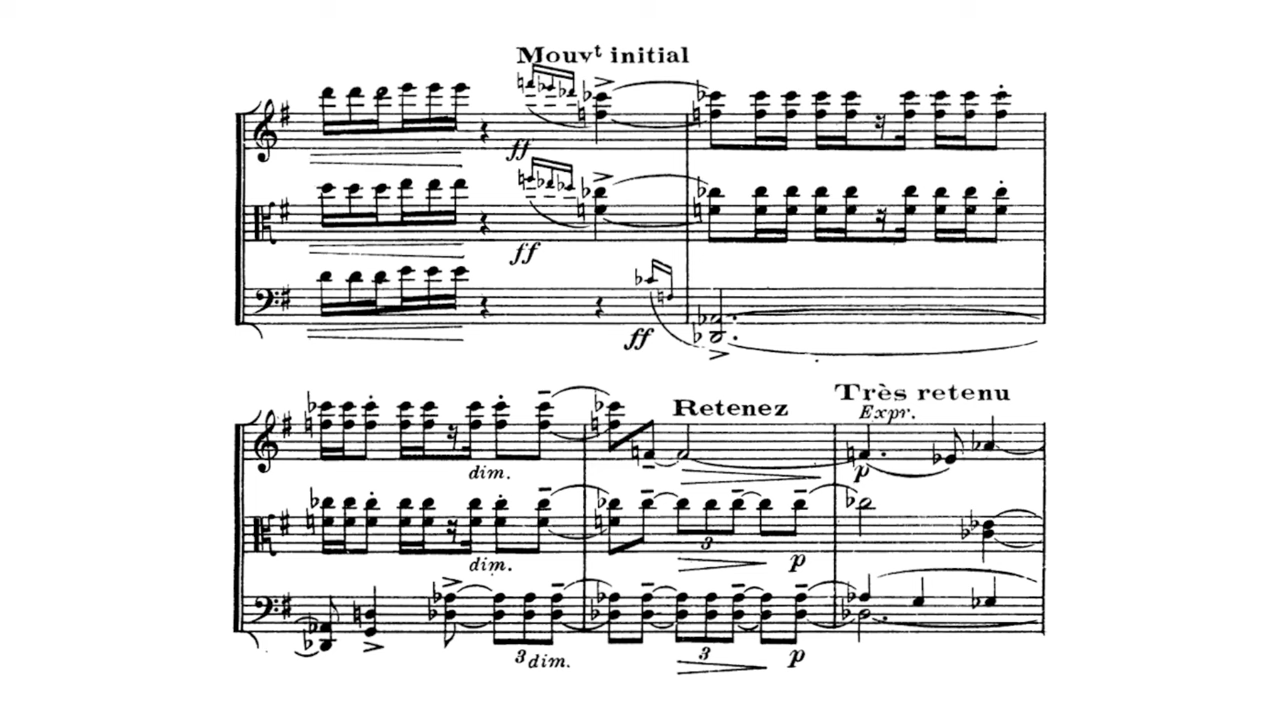 Mouvᵗ initial
ff
ff
ff
Retenez
Très retenu
Expr.
dim.
p
dim.
3
p
3
dim.
3
p